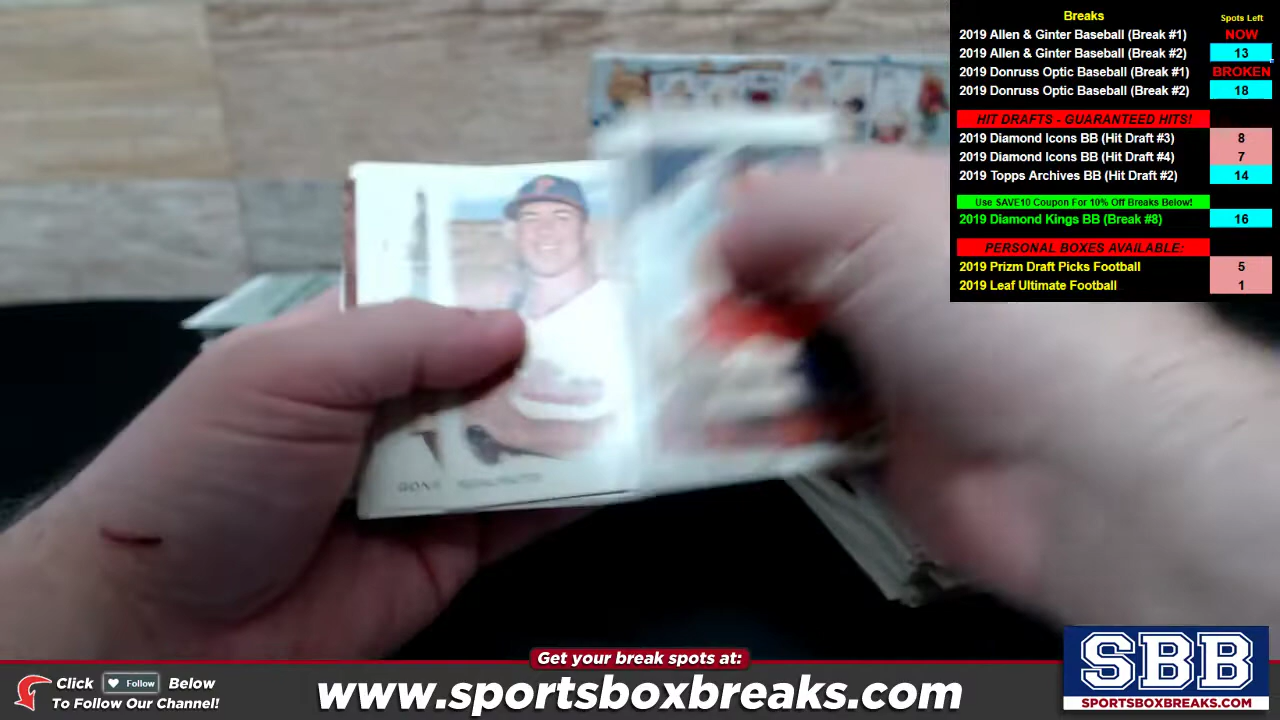 Breaks Spots Left
2019 Allen & Ginter Baseball (Break #1) NOW
2019 Allen & Ginter Baseball (Break #2) 13
2019 Donruss Optic Baseball (Break #1) BROKEN
2019 Donruss Optic Baseball (Break #2) 18
HIT DRAFTS - GUARANTEED HITS!
2019 Diamond Icons BB (Hit Draft #3) 8
2019 Diamond Icons BB (Hit Draft #4) 7
2019 Topps Archives BB (Hit Draft #2) 14
Use SAVE10 Coupon For 10% Off Breaks Below!
2019 Diamond Kings BB (Break #8) 16
PERSONAL BOXES AVAILABLE:
2019 Prizm Draft Picks Football 5
2019 Leaf Ultimate Football 1
Get your break spots at:
Click Follow Below
To Follow Our Channel!
www.sportsboxbreaks.com
SBB
SPORTSBOXBREAKS.COM